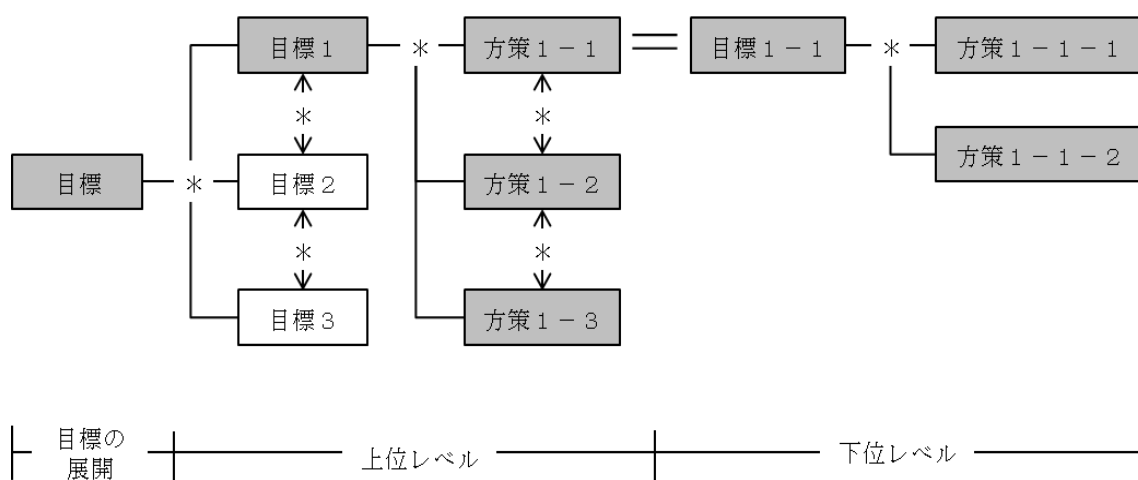 目標１
＊
方策１－１
目標１－１
＊
方策１－１－１
＊
＊
方策１－１－２
目標
＊
目標２
方策１－２
＊
＊
目標３
方策１－３
目標の
展開
上位レベル
下位レベル